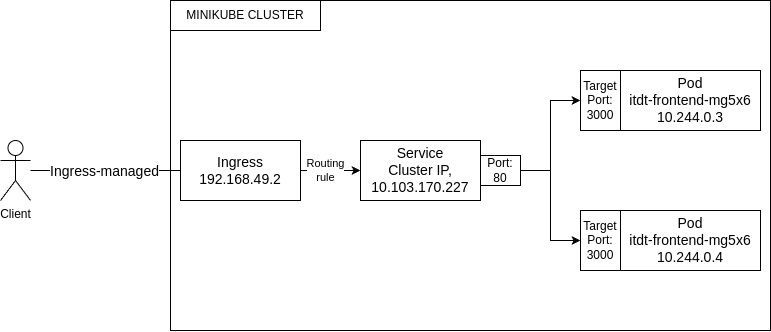 MINIKUBE CLUSTER
Client
Ingress-managed
Ingress
192.168.49.2
Routing
rule
Service
Cluster IP,
10.103.170.227
Port:
80
Target
Port:
3000
Pod
itdt-frontend-mg5x6
10.244.0.3
Target
Port:
3000
Pod
itdt-frontend-mg5x6
10.244.0.4